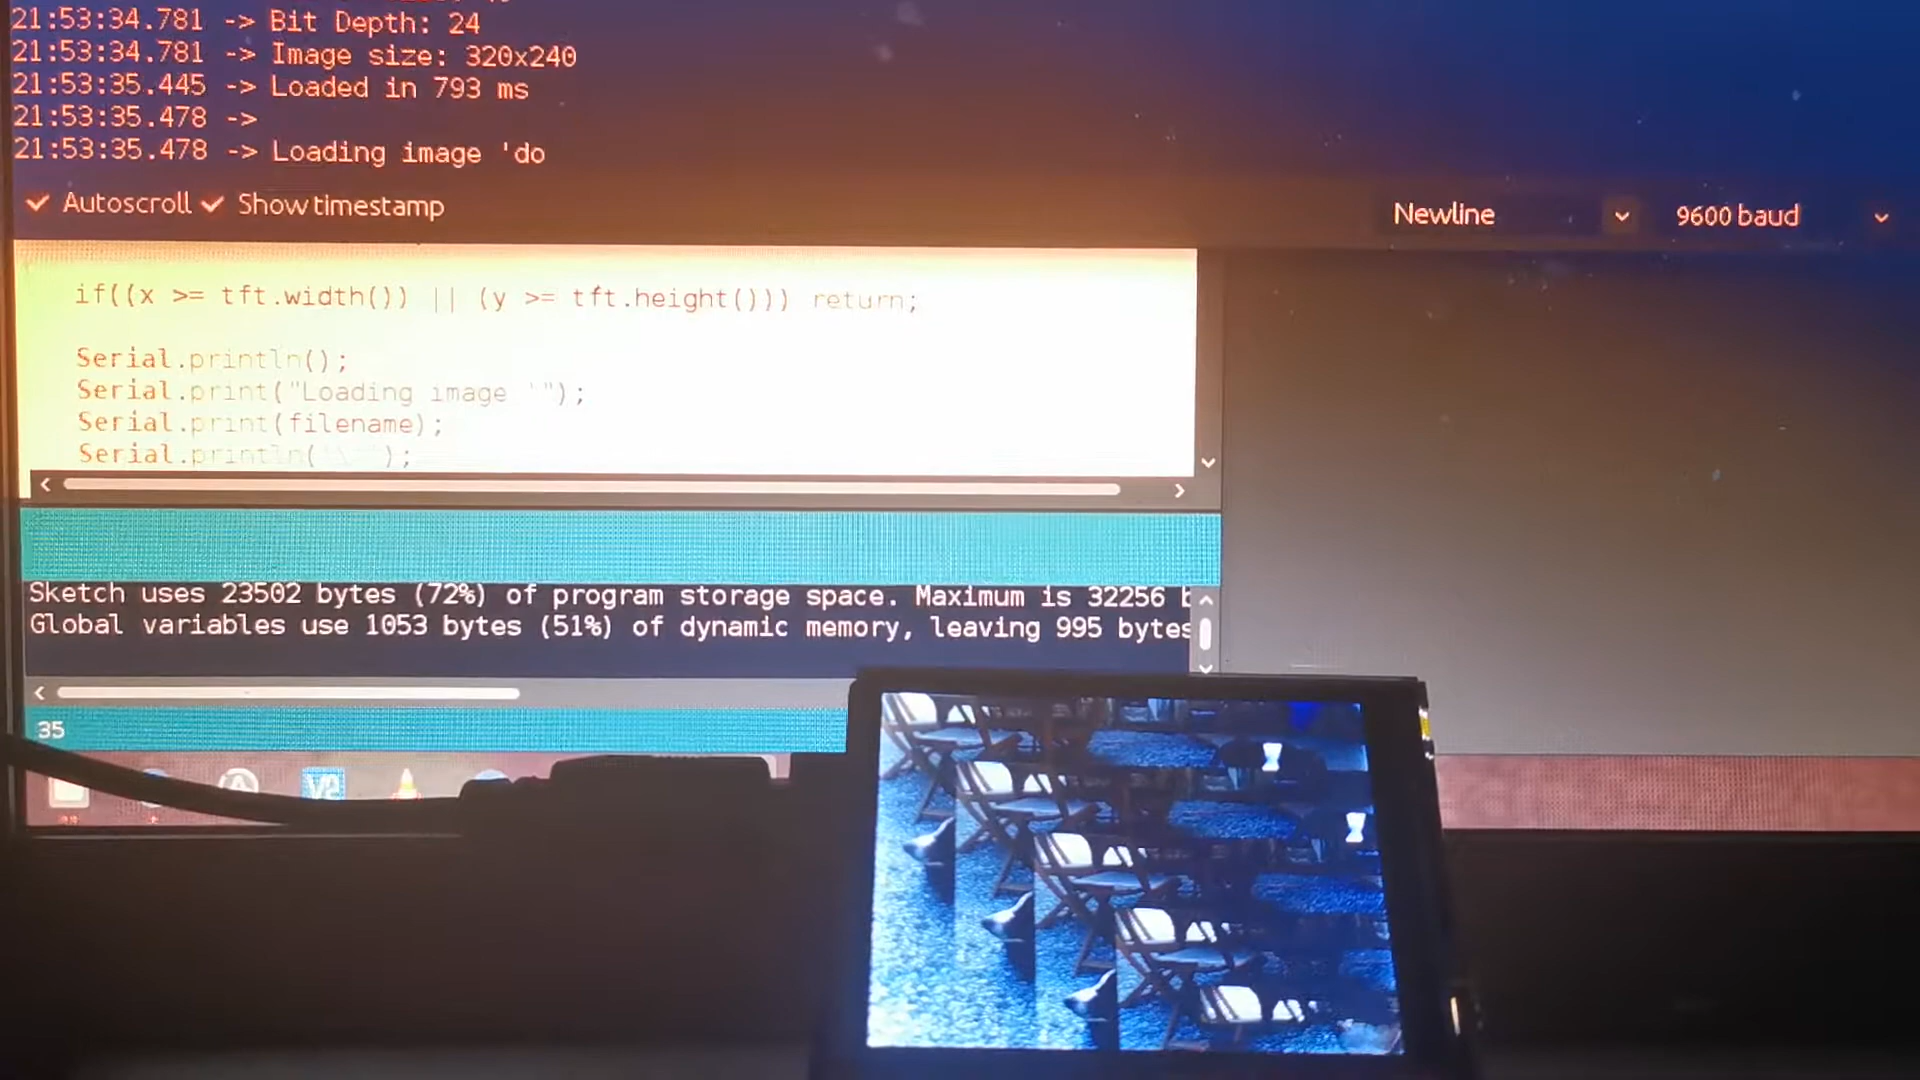 21:53:34.781 -> Bit Depth: 24
21:53:34.781 -> Image size: 320x240
21:53:35.445 -> Loaded in 793 ms
21:53:35.478 ->
21:53:35.478 -> Loading image 'do
Autoscroll Show timestamp
Newline 9600 baud
if((x >= tft.width()) || (y >= tft.height())) return;
Serial.println();
Serial.print("Loading image '");
Serial.print(filename);
Serial.println( );
Sketch uses 23502 bytes (72%) of program storage space. Maximum is 32256
Global variables use 1053 bytes (51%) of dynamic memory, leaving 995 bytes
35
V2